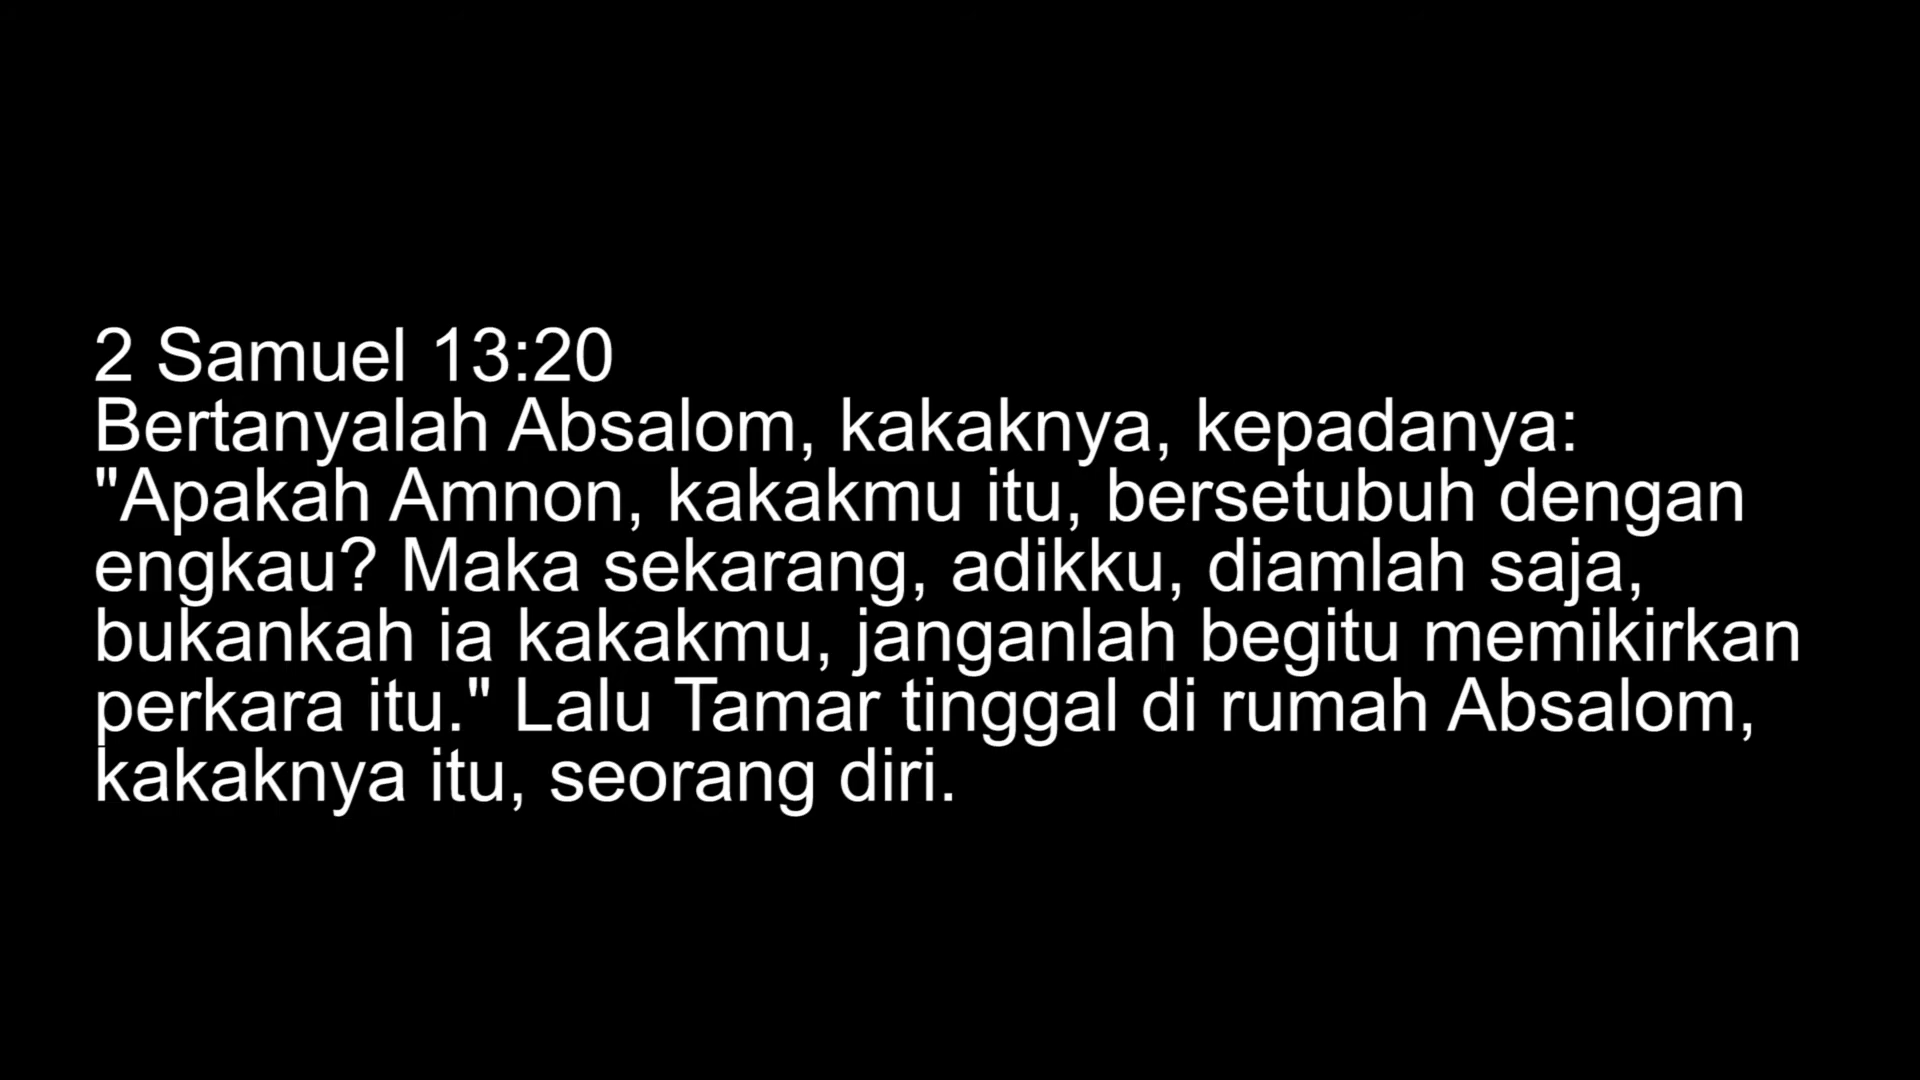 2 Samuel 13:20
Bertanyalah Absalom, kakaknya, kepadanya:
"Apakah Amnon, kakakmu itu, bersetubuh dengan
engkau? Maka sekarang, adikku, diamlah saja,
bukankah ia kakakmu, janganlah begitu memikirkan
perkara itu." Lalu Tamar tinggal di rumah Absalom,
kakaknya itu, seorang diri.